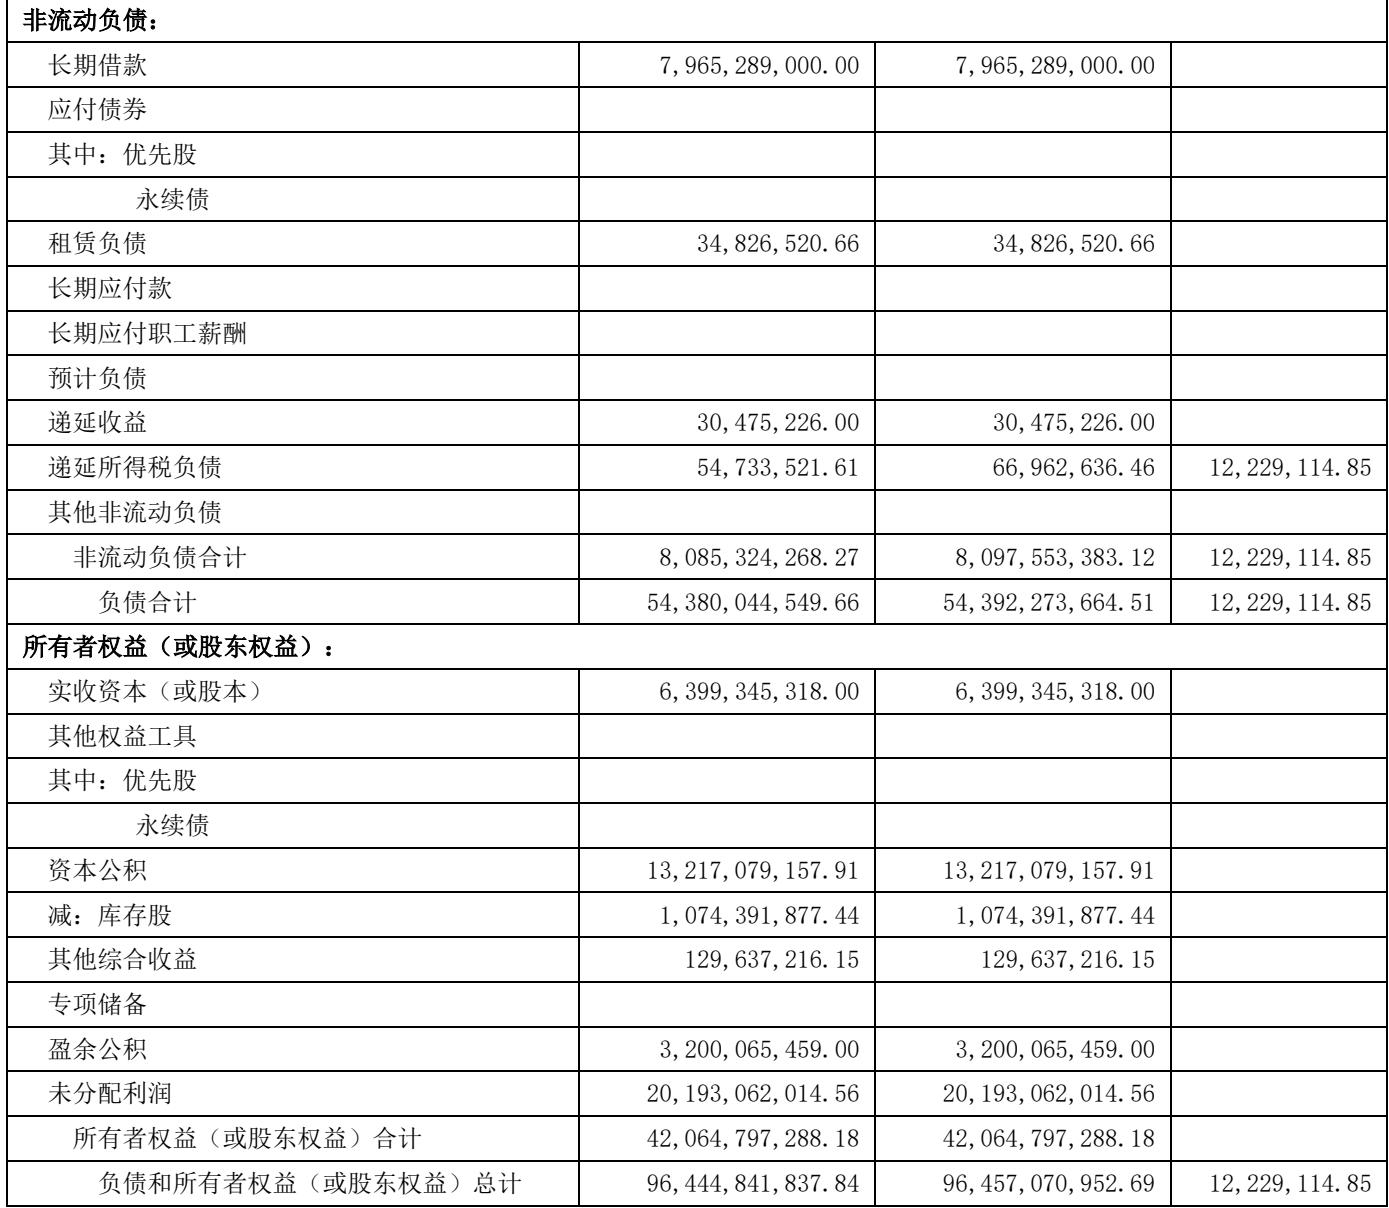 非流动负债：
长期借款 7,965,289,000.00 7,965,289,000.00
应付债券
其中：优先股
永续债
租赁负债 34,826,520.66 34,826,520.66
长期应付款
长期应付职工薪酬
预计负债
递延收益 30,475,226.00 30,475,226.00
递延所得税负债 54,733,521.61 66,962,636.46 12,229,114.85
其他非流动负债
非流动负债合计 8,085,324,268.27 8,097,553,383.12 12,229,114.85
负债合计 54,380,044,549.66 54,392,273,664.51 12,229,114.85
所有者权益（或股东权益）：
实收资本（或股本） 6,399,345,318.00 6,399,345,318.00
其他权益工具
其中：优先股
永续债
资本公积 13,217,079,157.91 13,217,079,157.91
减：库存股 1,074,391,877.44 1,074,391,877.44
其他综合收益 129,637,216.15 129,637,216.15
专项储备
盈余公积 3,200,065,459.00 3,200,065,459.00
未分配利润 20,193,062,014.56 20,193,062,014.56
所有者权益（或股东权益）合计 42,064,797,288.18 42,064,797,288.18
负债和所有者权益（或股东权益）总计 96,444,841,837.84 96,457,070,952.69 12,229,114.85